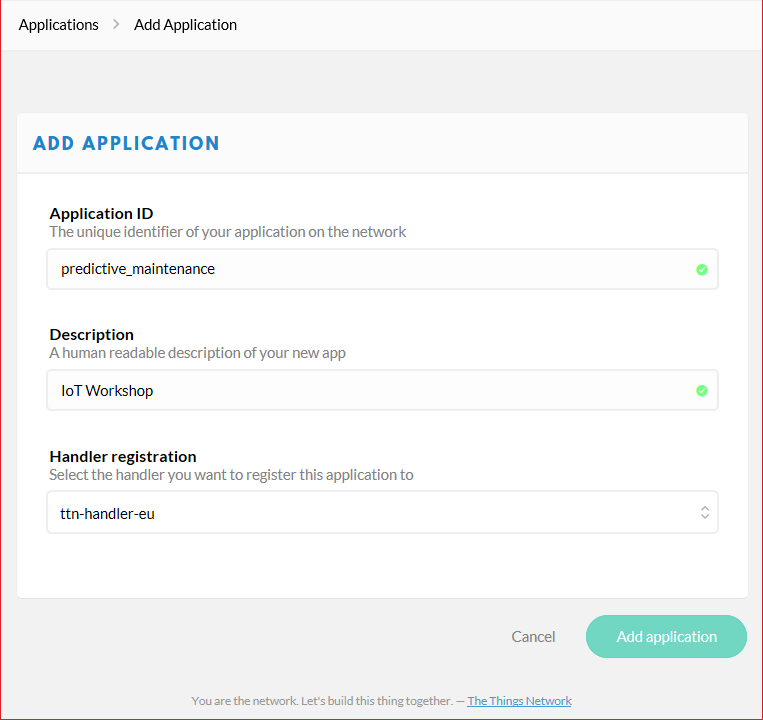 Applications > Add Application
ADD APPLICATION
Application ID
The unique identifier of your application on the network
predictive_maintenance
Description
A human readable description of your new app
IoT Workshop
Handler registration
Select the handler you want to register this application to
ttn-handler-eu
Cancel Add application
You are the network. Let's build this thing together. — The Things Network